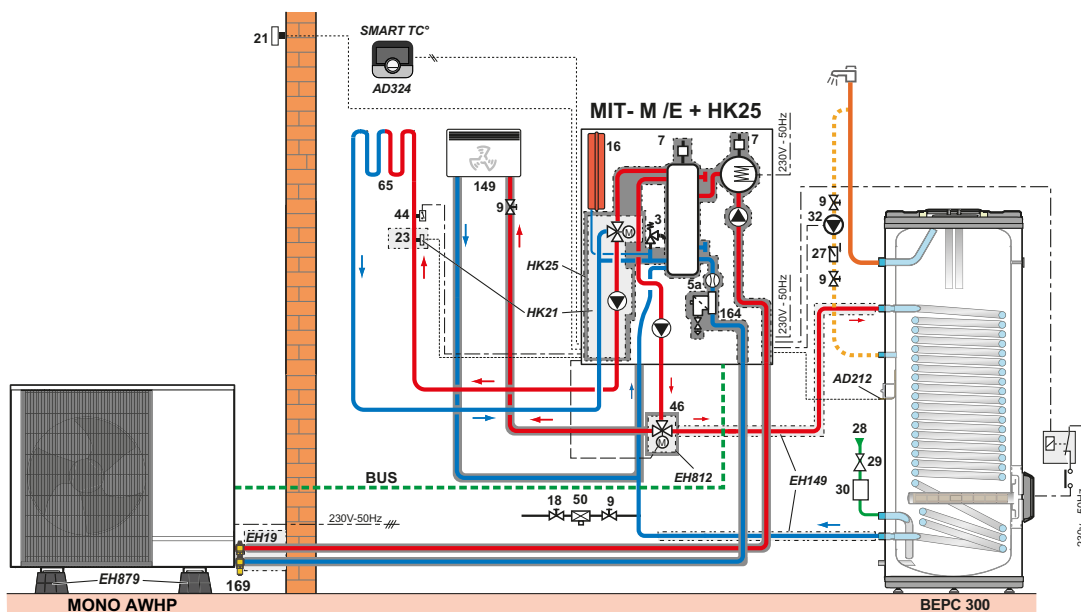 SMART TC°
21
AD324
MIT- M /E + HK25
16
7
7
230V - 50Hz
65
149
9
44
23
3
9
32
27
9
HK25
HK21
5a
164
230V - 50Hz
AD212
46
EH812
28
29
30
EH149
BUS
18
50
9
230V-50Hz
EH19
230v - 50Hz
EH879
169
MONO AWHP
BEPC 300